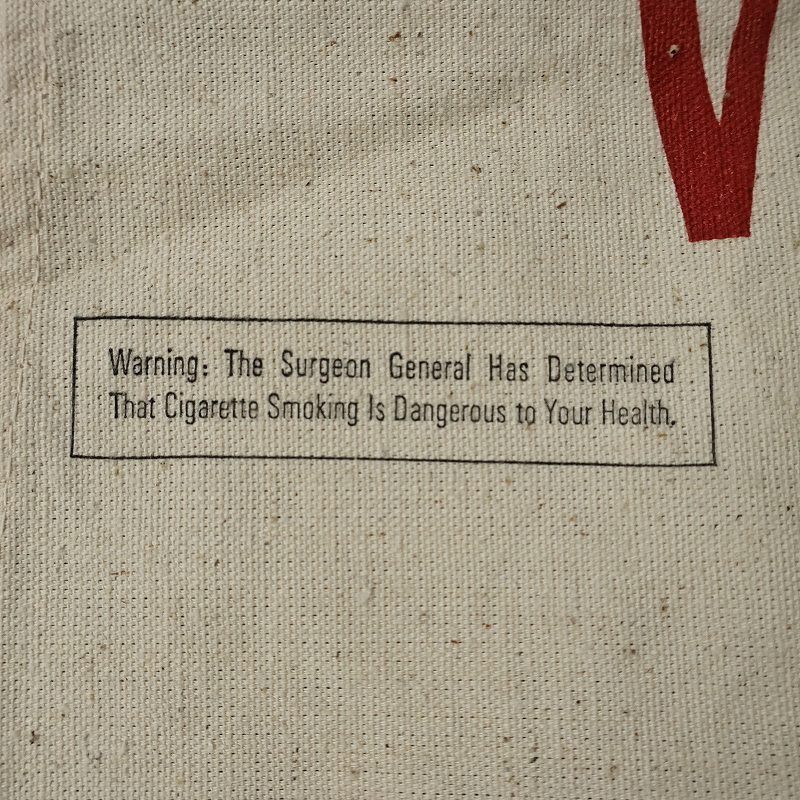 Warning: The Surgeon General Has Determined
That Cigarette Smoking Is Dangerous to Your Health.